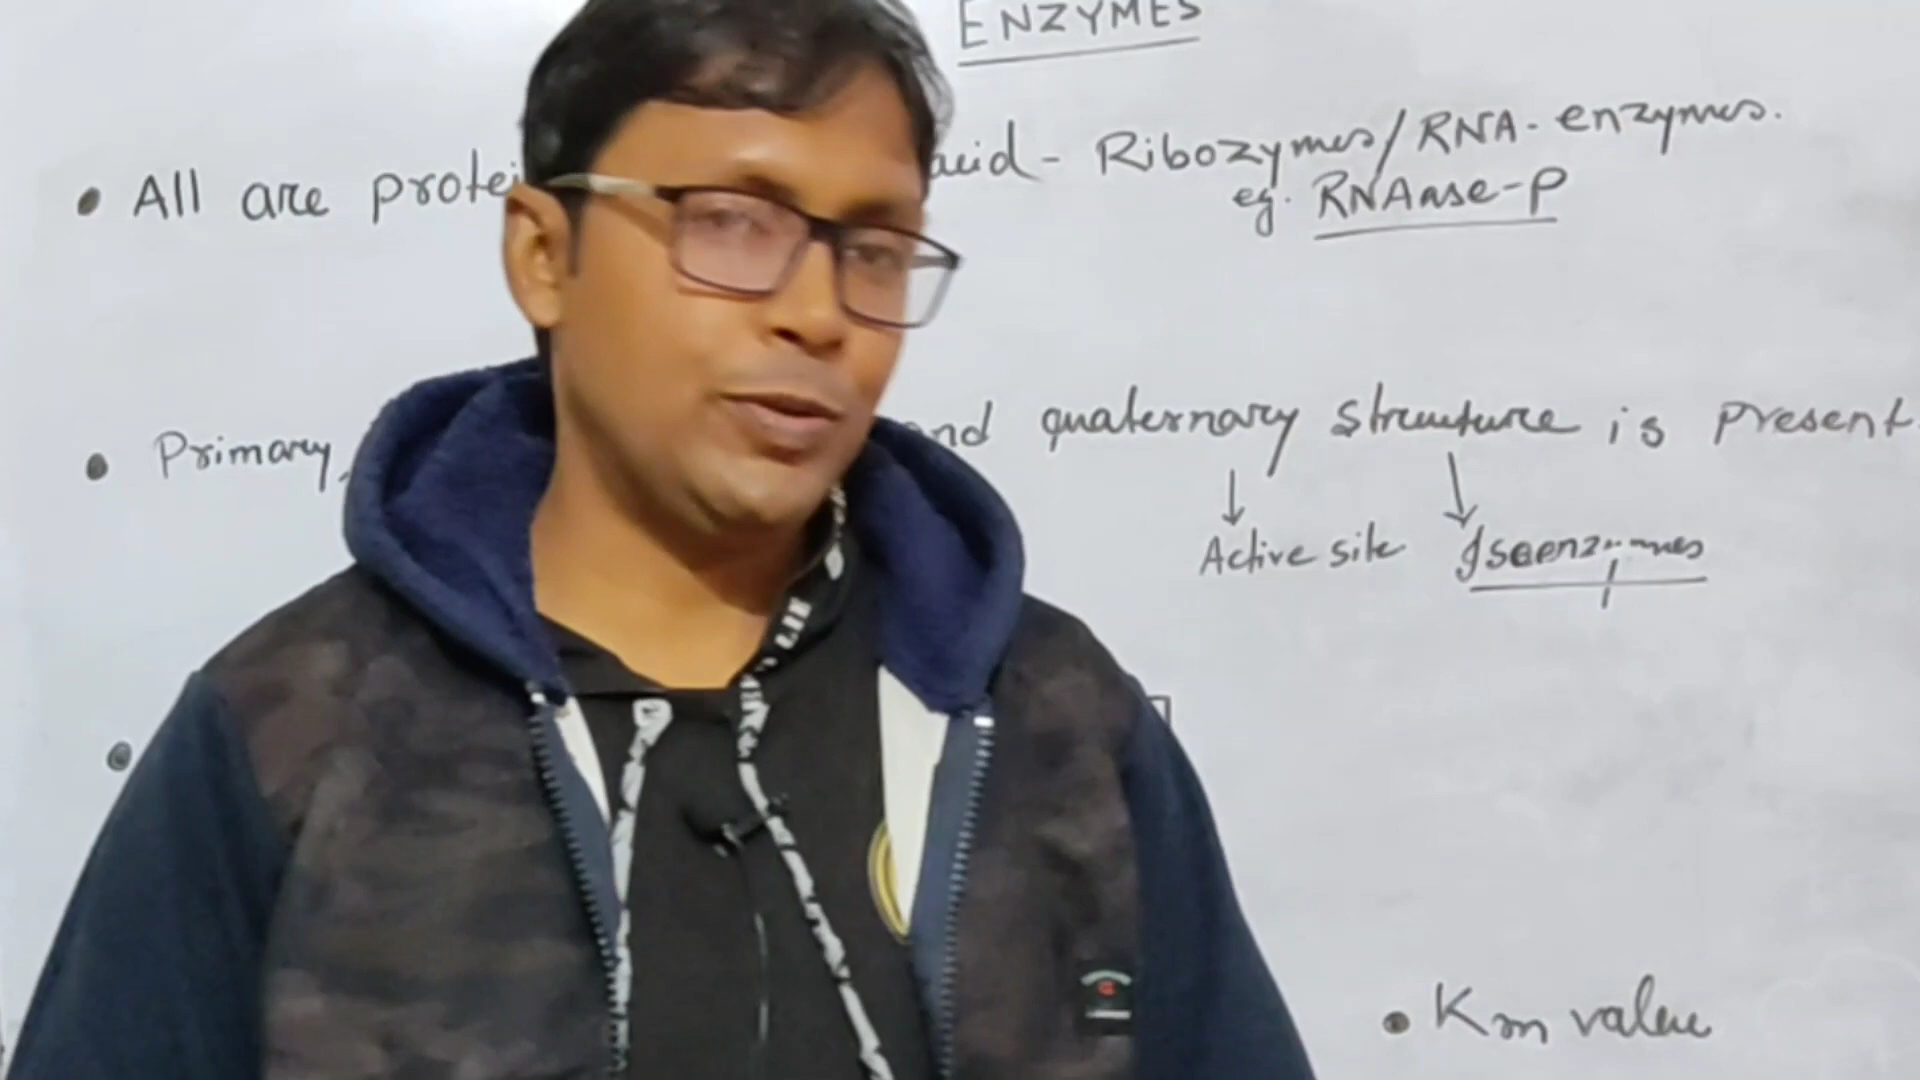 ENZYMES
• All are protei acid - Ribozymes/RNA-enzymes.
eg. RNAase-P
• Primary, and quaternary structure is present.
↓ ↓
Active site Isoenzymes
• Km value